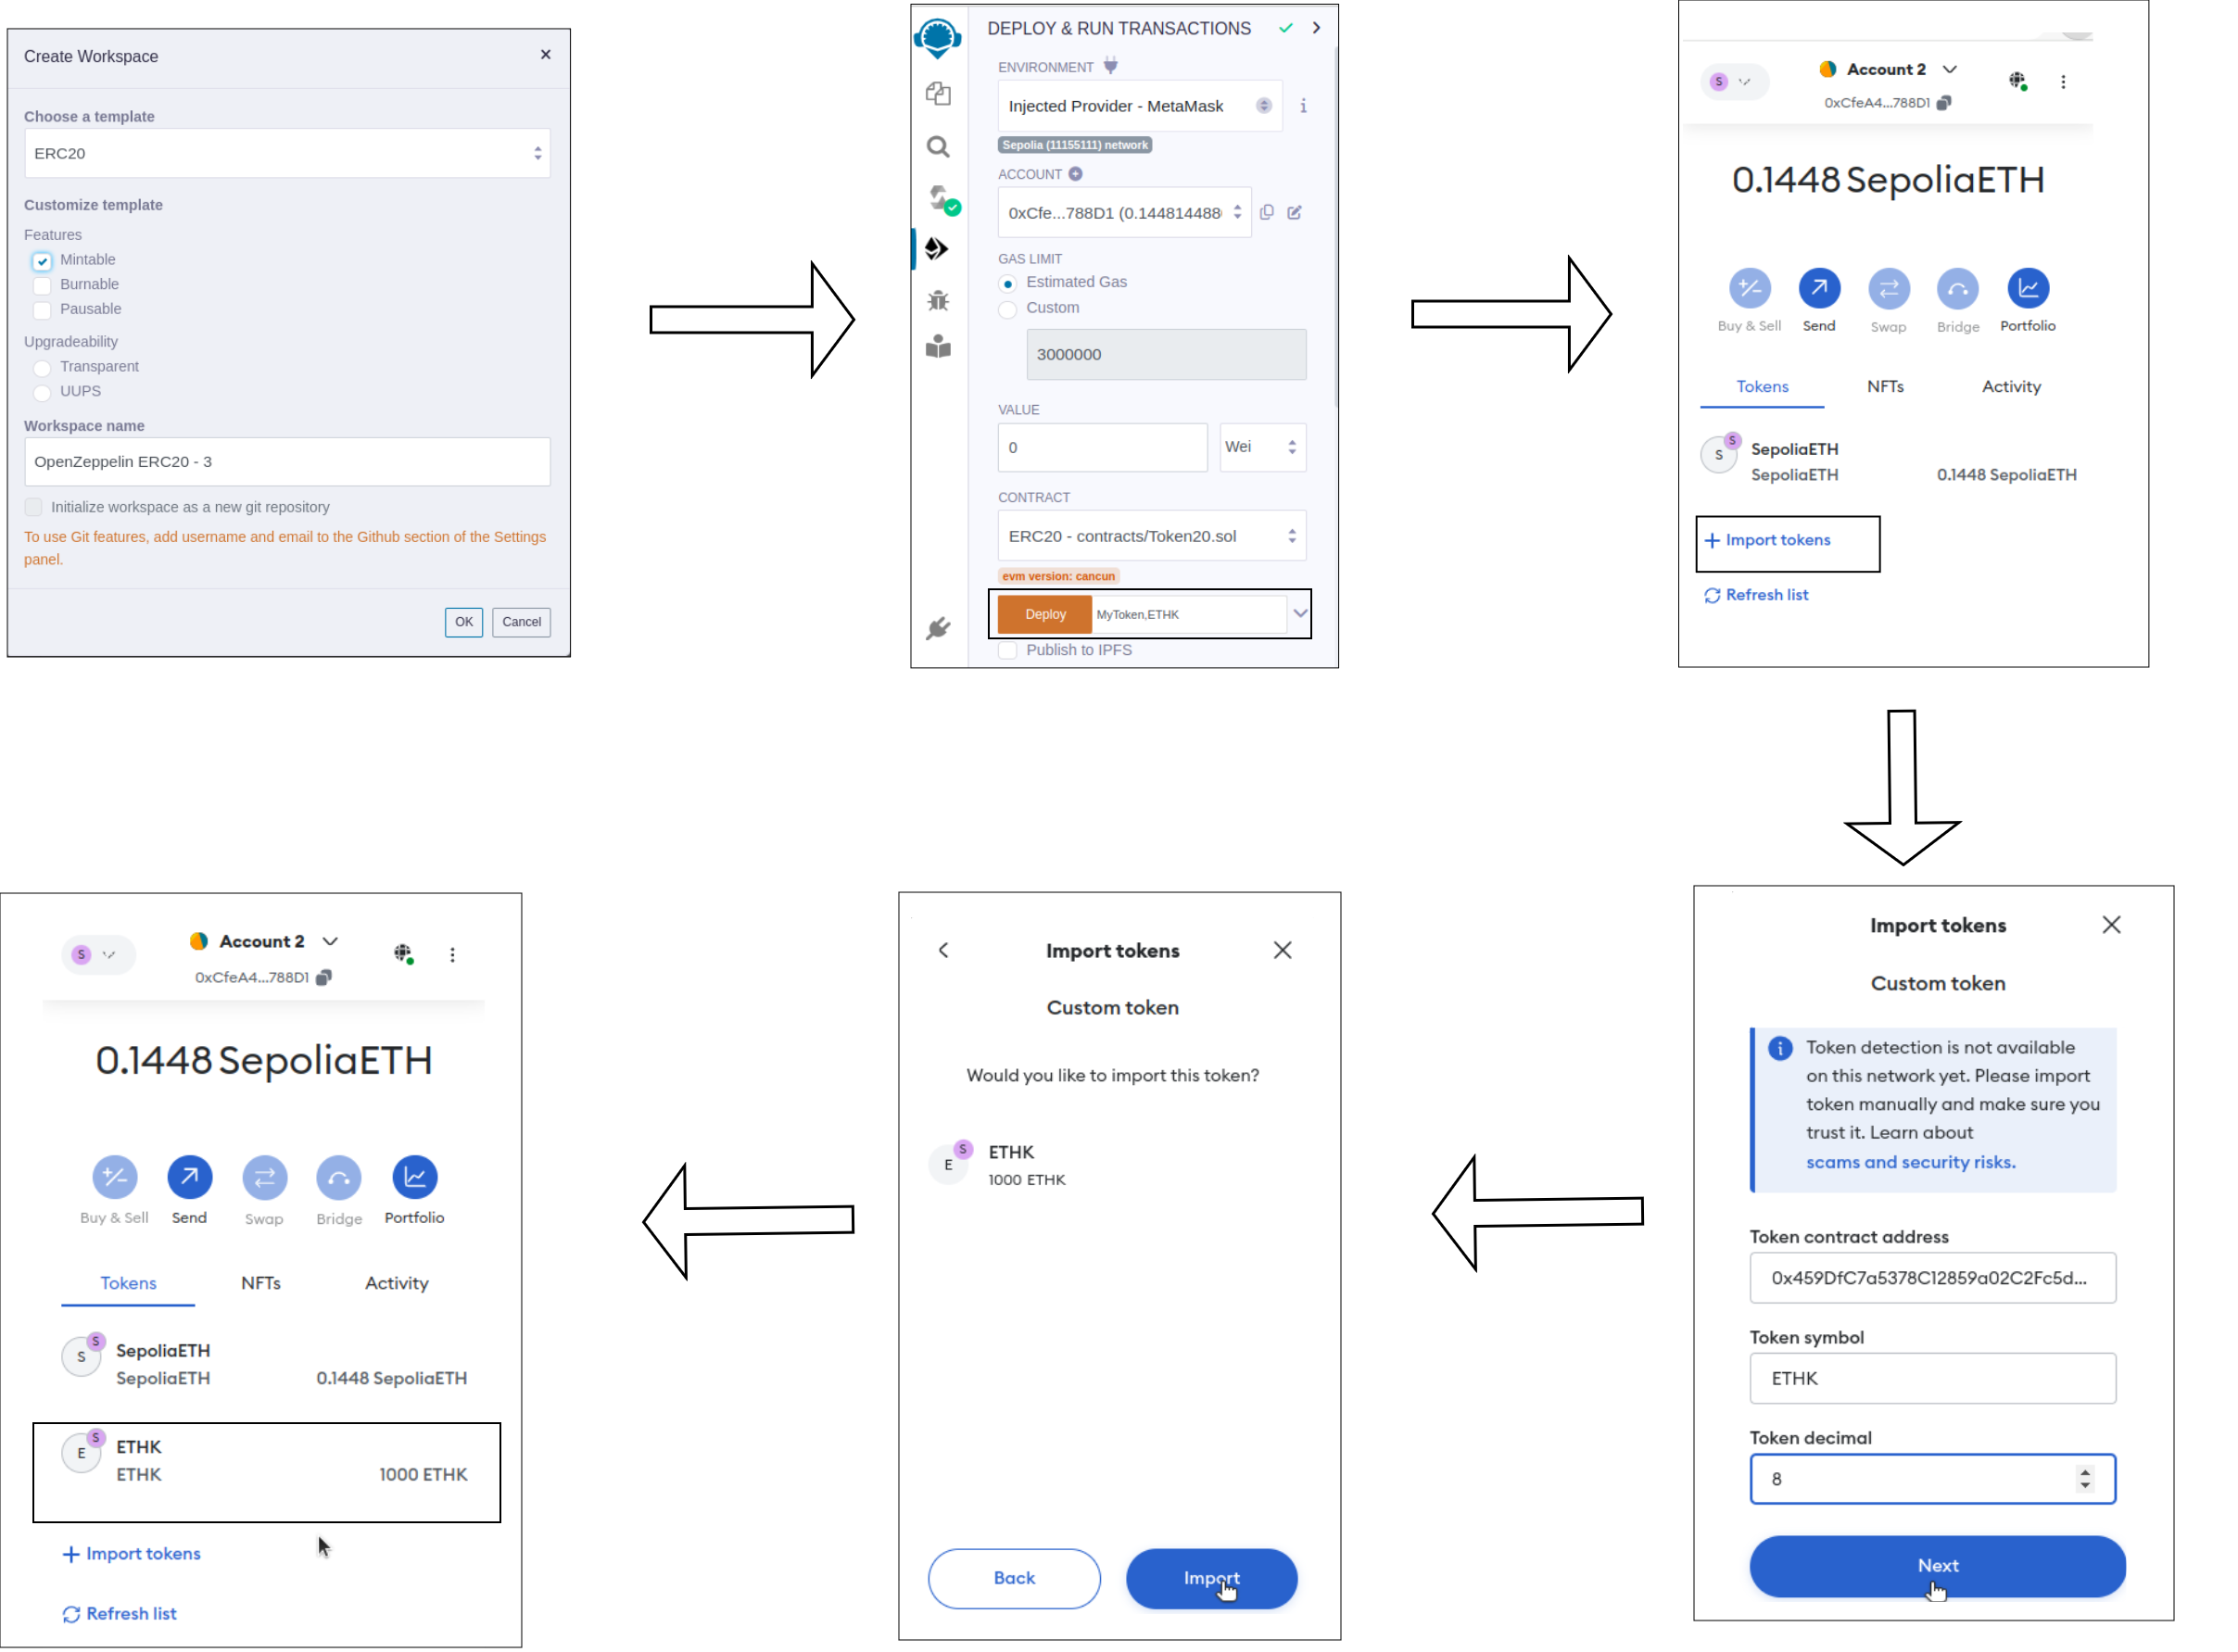 Create Workspace
×
Choose a template
ERC20
Customize template
Features
Mintable
Burnable
Pausable
Upgradeability
Transparent
UUPS
Workspace name
OpenZeppelin ERC20 - 3
Initialize workspace as a new git repository
To use Git features, add username and email to the Github section of the Settings
panel.
OK Cancel
DEPLOY & RUN TRANSACTIONS
ENVIRONMENT
Injected Provider - MetaMask
i
Sepolia (11155111) network
ACCOUNT
0xCfe...788D1 (0.144814488
GAS LIMIT
Estimated Gas
Custom
3000000
VALUE
0 Wei
CONTRACT
ERC20 - contracts/Token20.sol
evm version: cancun
Deploy MyToken,ETHK
Publish to IPFS
S Account 2
0xCfeA4...788D1
0.1448 SepoliaETH
Buy & Sell Send Swap Bridge Portfolio
Tokens NFTs Activity
S S SepoliaETH
SepoliaETH 0.1448 SepoliaETH
+ Import tokens
Refresh list
Import tokens
Custom token
i Token detection is not available
on this network yet. Please import
token manually and make sure you
trust it. Learn about
scams and security risks.
Token contract address
0x459DfC7a5378C12859a02C2Fc5d...
Token symbol
ETHK
Token decimal
8
Next
Import tokens
Custom token
Would you like to import this token?
E S ETHK
1000 ETHK
Back Import
S Account 2
0xCfeA4...788D1
0.1448 SepoliaETH
Buy & Sell Send Swap Bridge Portfolio
Tokens NFTs Activity
S S SepoliaETH
SepoliaETH 0.1448 SepoliaETH
E S ETHK
ETHK 1000 ETHK
+ Import tokens
Refresh list